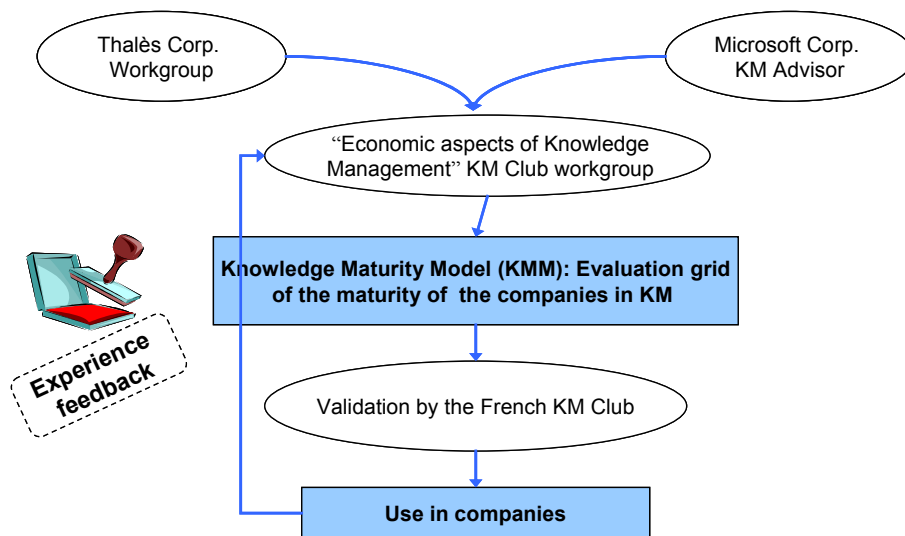 Thalès Corp.
Workgroup
Microsoft Corp.
KM Advisor
“Economic aspects of Knowledge
Management” KM Club workgroup
Knowledge Maturity Model (KMM): Evaluation grid
of the maturity of the companies in KM
Experience
feedback
Validation by the French KM Club
Use in companies